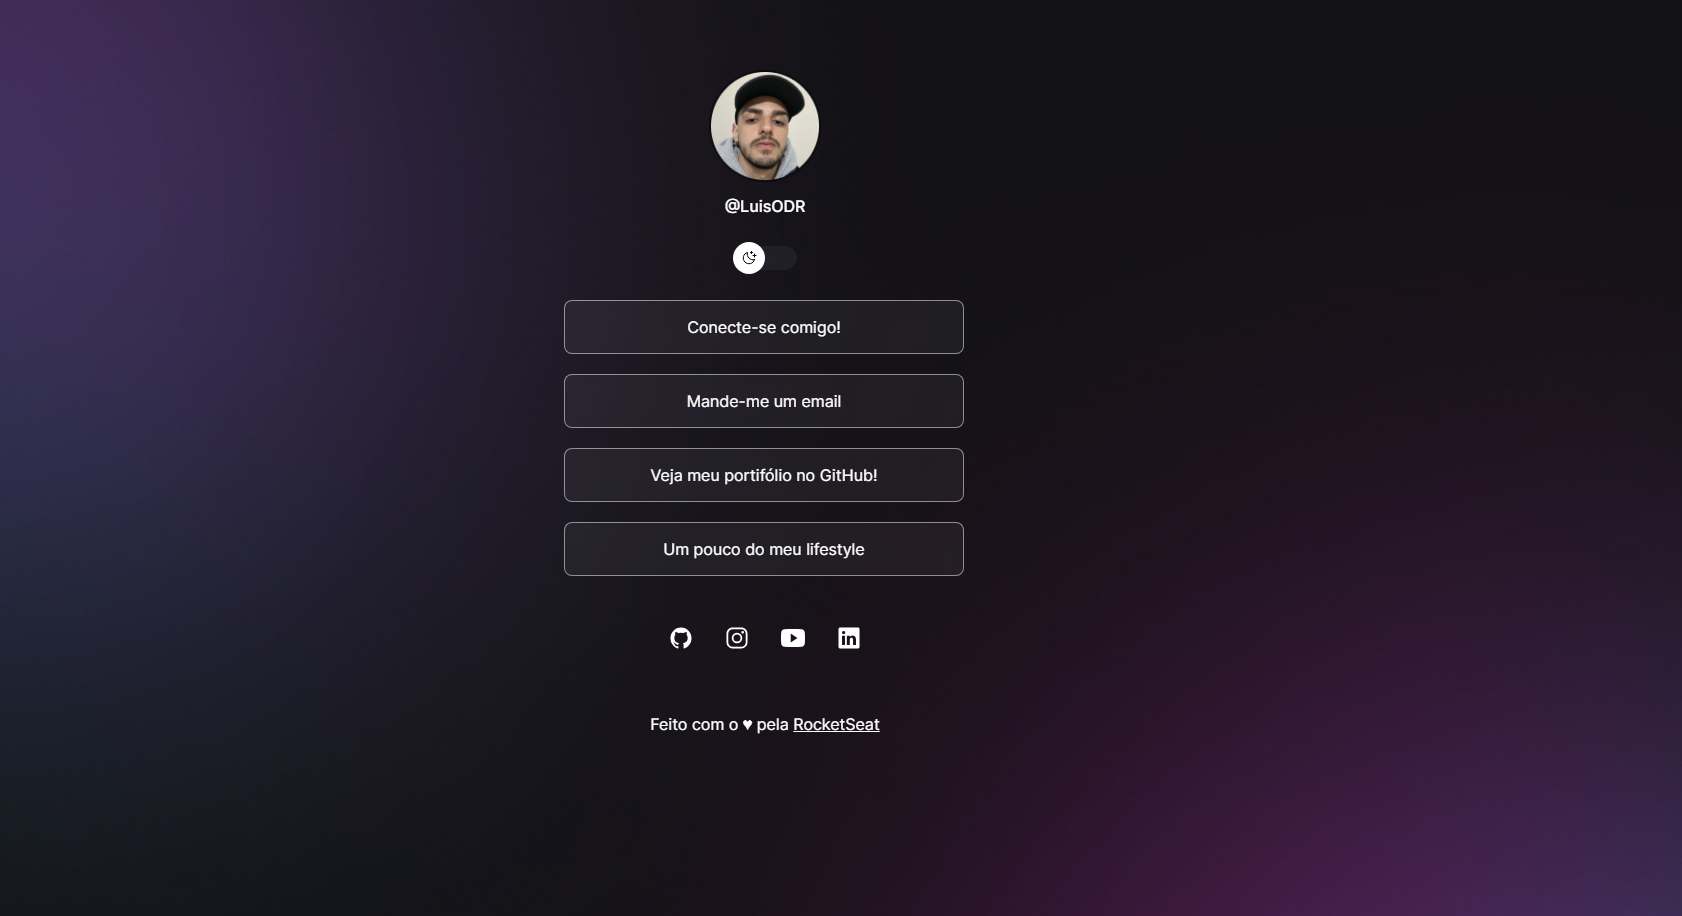 @LuisODR
Conecte-se comigo!
Mande-me um email
Veja meu portifólio no GitHub!
Um pouco do meu lifestyle
in
Feito com o ♥ pela RocketSeat